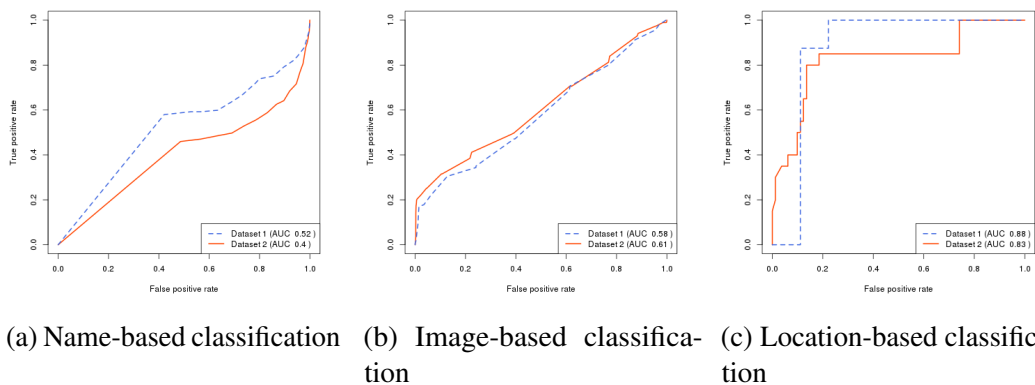 True positive rate
0.0 0.2 0.4 0.6 0.8 1.0
Dataset 1 (AUC 0.52 )
Dataset 2 (AUC 0.4 )
0.0 0.2 0.4 0.6 0.8 1.0
False positive rate
(a) Name-based classification
True positive rate
0.0 0.2 0.4 0.6 0.8 1.0
Dataset 1 (AUC 0.58 )
Dataset 2 (AUC 0.61 )
0.0 0.2 0.4 0.6 0.8 1.0
False positive rate
(b) Image-based classifica-
tion
True positive rate
0.0 0.2 0.4 0.6 0.8 1.0
Dataset 1 (AUC 0.88 )
Dataset 2 (AUC 0.83 )
0.0 0.2 0.4 0.6 0.8 1.0
False positive rate
(c) Location-based classific
tion